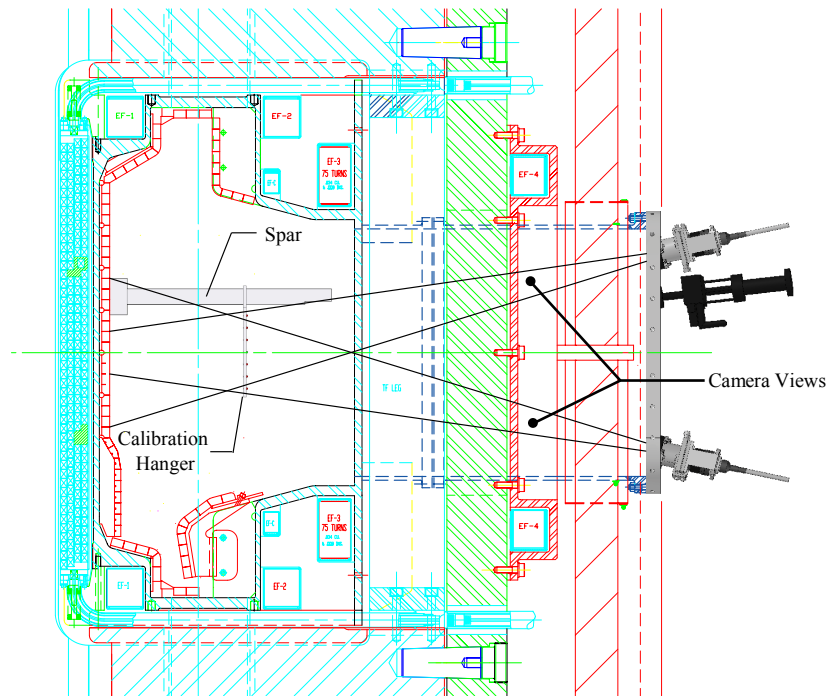 EF-1
EF-2
EF-4
EF-3
75 TURNS
Spar
Camera Views
TF LEG
Calibration
Hanger
EF-3
75 TURNS
EF-4
EF-1
EF-2